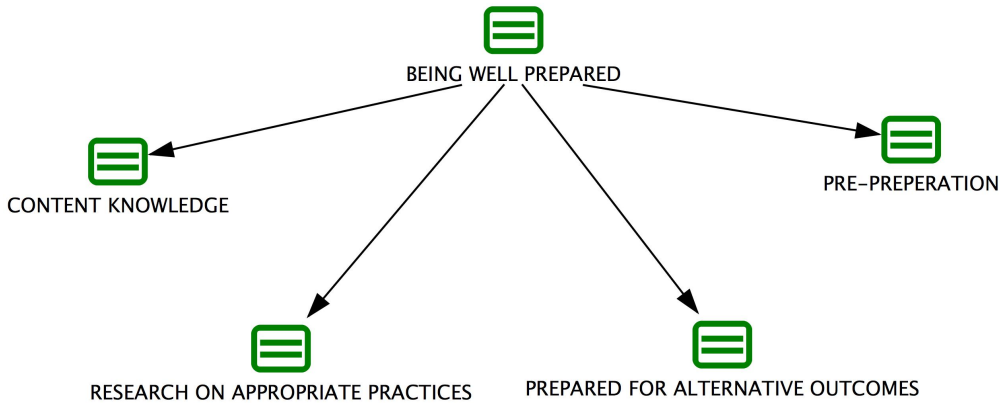 BEING WELL PREPARED
PRE-PREPERATION
CONTENT KNOWLEDGE
RESEARCH ON APPROPRIATE PRACTICES
PREPARED FOR ALTERNATIVE OUTCOMES